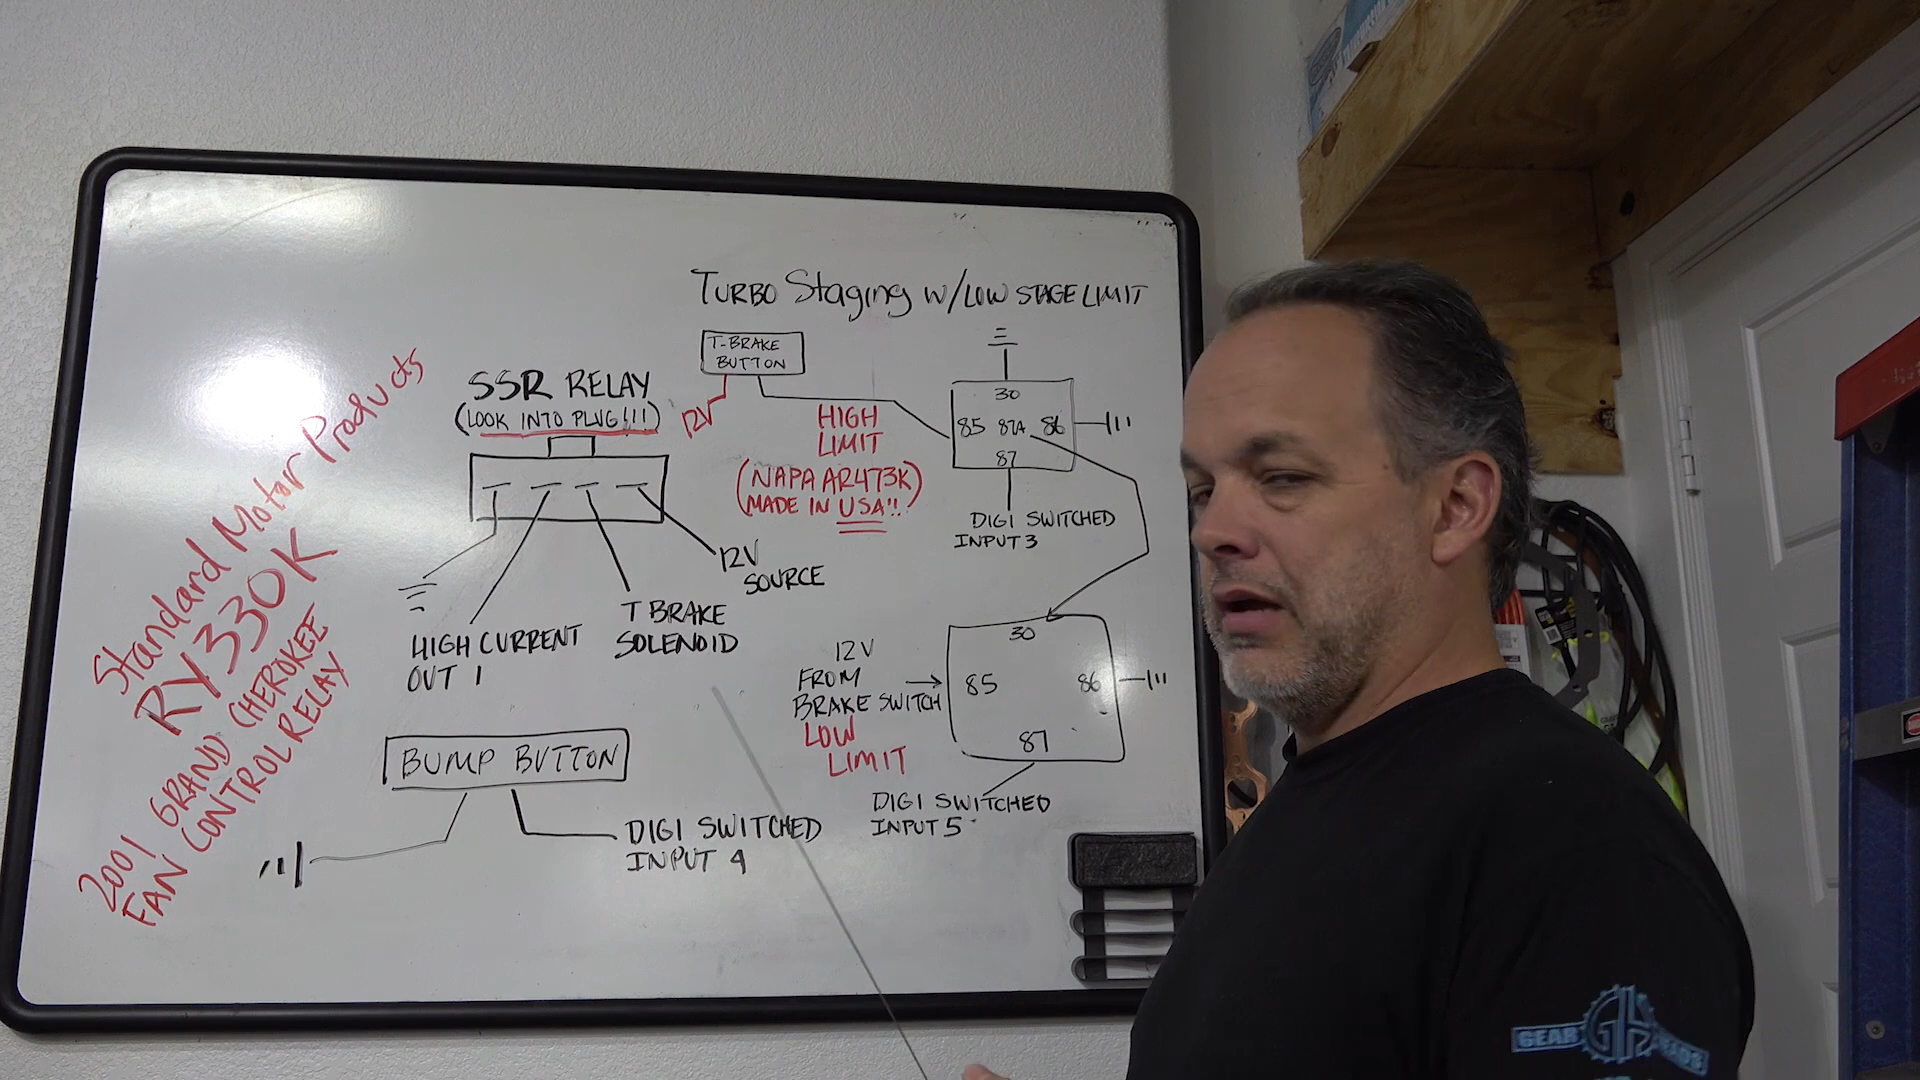 TURBO Staging W/LOW STAGE LIMIT
T-BRAKE
BUTTON
12V
HIGH
LIMIT
(NAPA AR473K)
(MADE IN USA!!)
30
85 87A 86
87
DIGI SWITCHED
INPUT 3
SSR RELAY
(LOOK INTO PLUG!!!)
12V
SOURCE
T BRAKE
SOLENOID
HIGH CURRENT
OUT 1
Standard Motor Products
RY330K
2001 GRAND CHEROKEE
FAN CONTROL RELAY
12V
FROM
BRAKE SWITCH
LOW
LIMIT
30
85 86
87
DIGI SWITCHED
INPUT 5
BUMP BUTTON
DIGI SWITCHED
INPUT 4
GEAR GH HEADS